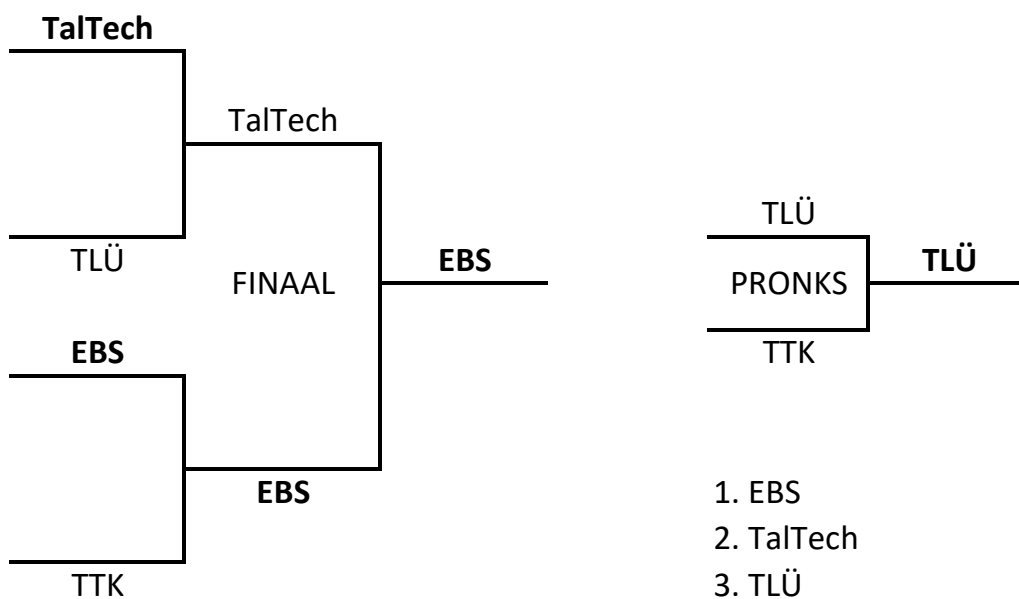 TalTech
TalTech
TLÜ
FINAAL
EBS
EBS
EBS
TTK
TLÜ
PRONKS
TLÜ
TTK
1. EBS
2. TalTech
3. TLÜ